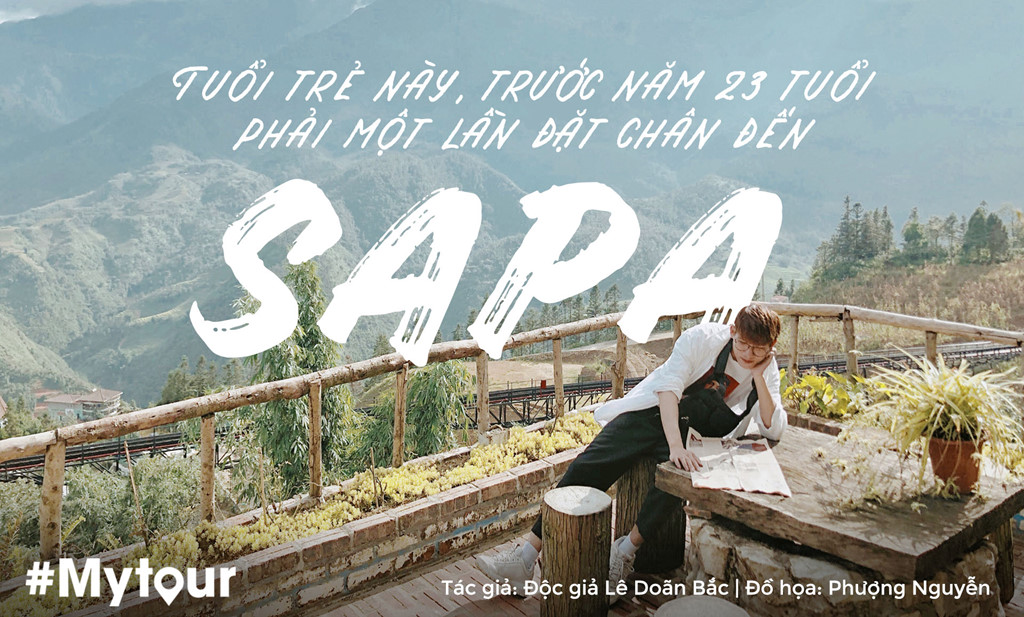 TUỔI TRẺ NÀY, TRƯỚC NĂM 23 TUỔI
PHẢI MỘT LẦN ĐẶT CHÂN ĐẾN
SAPA
#Mytour
Tác giả: Độc giả Lê Doãn Bắc | Đồ họa: Phượng Nguyễn